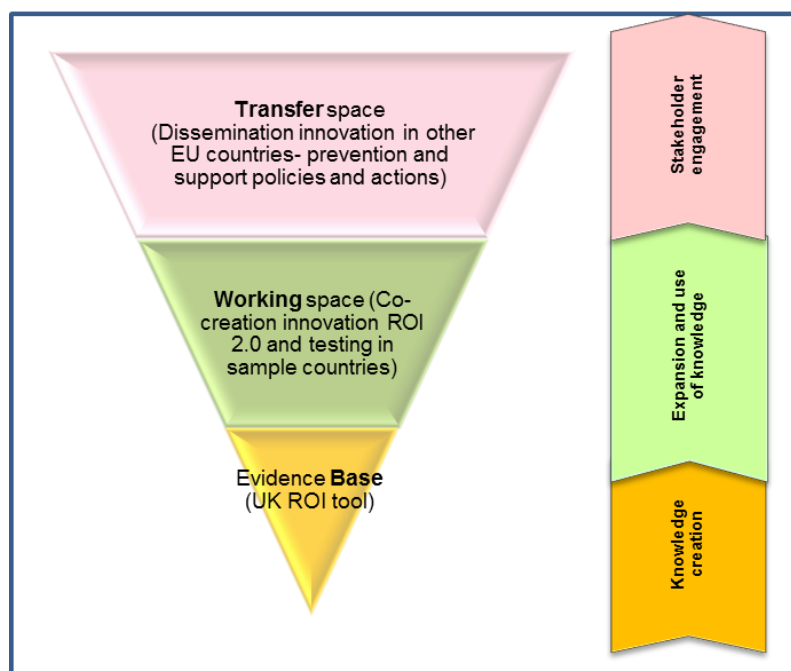 Transfer space
(Dissemination innovation in other
EU countries- prevention and
support policies and actions)
Working space (Co-
creation innovation ROI
2.0 and testing in
sample countries)
Evidence Base
(UK ROI tool)
Stakeholder
engagement
Expansion and use
of knowledge
Knowledge
creation